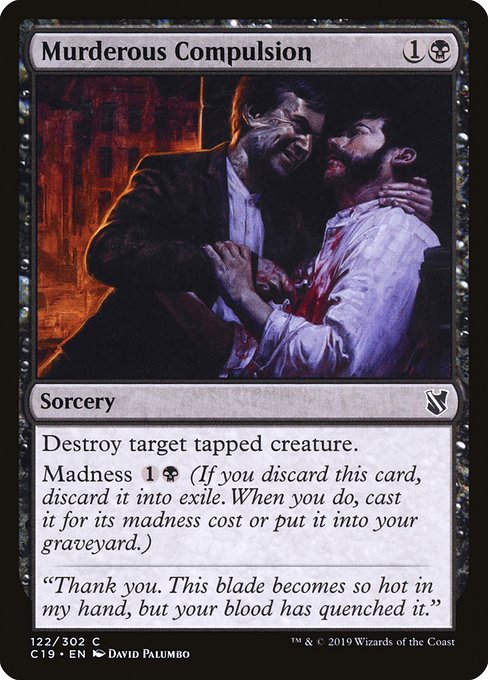 Murderous Compulsion 1
Sorcery
Destroy target tapped creature.
Madness 1 (If you discard this card,
discard it into exile. When you do, cast
it for its madness cost or put it into your
graveyard.)
“Thank you. This blade becomes so hot in
my hand, but your blood has quenched it.”
122/302 C
C19 • EN David Palumbo
™ & © 2019 Wizards of the Coast